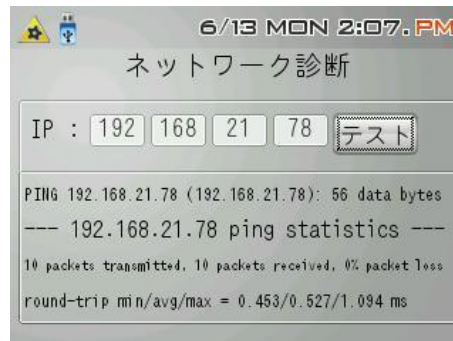 6/13 MON 2:07. PM
ネットワーク診断
IP : 192 168 21 78 テスト
PING 192.168.21.78 (192.168.21.78): 56 data bytes
--- 192.168.21.78 ping statistics ---
10 packets transmitted, 10 packets received, 0% packet loss
round-trip min/avg/max = 0.453/0.527/1.094 ms